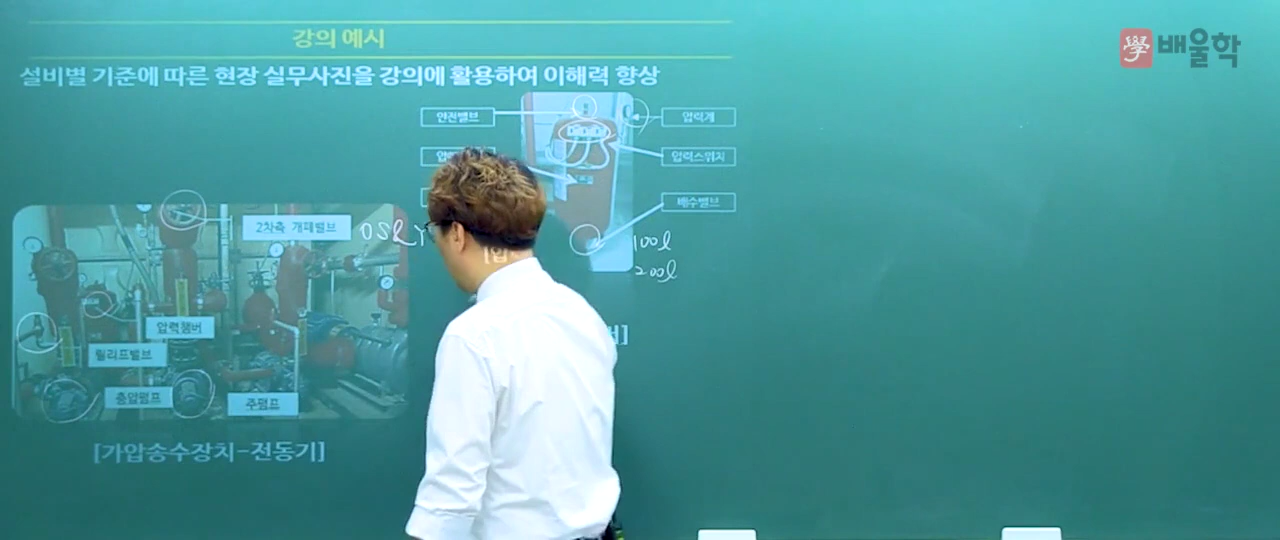 강의 예시
學 배울학
설비별 기준에 따른 현장 실무사진을 강의에 활용하여 이해력 향상
안전밸브
압력계
압력스위치
배수밸브
2차측 개폐밸브
OS&Y
100ℓ
200ℓ
압력챔버
릴리프밸브
충압펌프
주펌프
[가압송수장치-전동기]